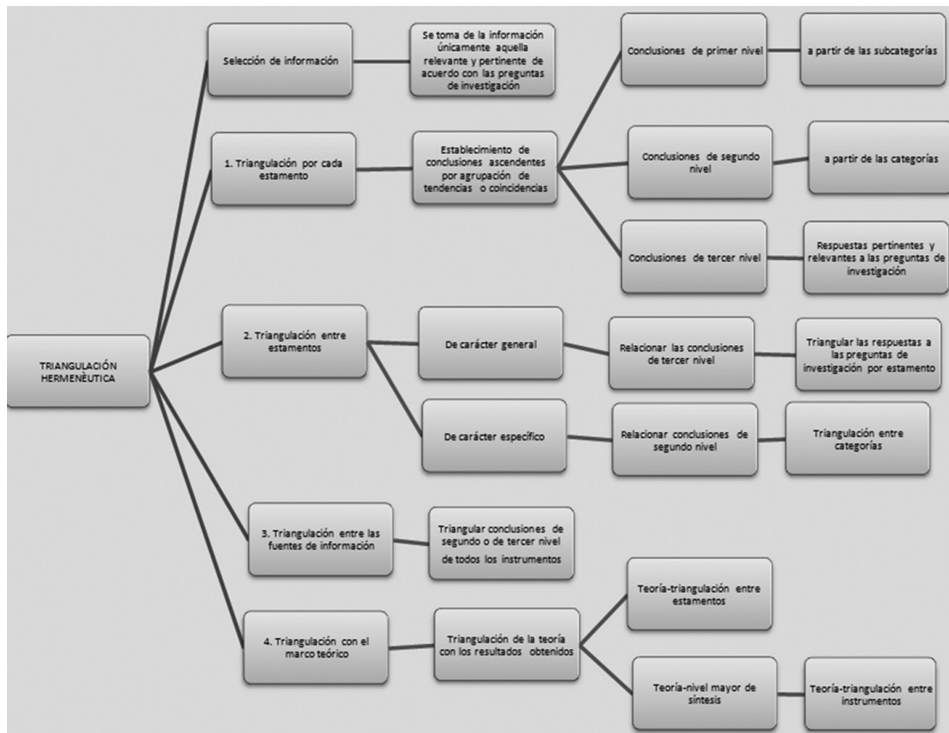 TRIANGULACIÓN
HERMENÈUTICA
Selección de información
Se toma de la información
únicamente aquella
relevante y pertinente de
acuerdo con las preguntas
de investigación
1. Triangulación por cada
estamento
Establecimiento de
conclusiones ascendentes
por agrupación de
tendencias o coincidencias
Conclusiones de primer nivel
a partir de las subcategorías
Conclusiones de segundo
nivel
a partir de las categorías
Conclusiones de tercer nivel
Respuestas pertinentes y
relevantes a las preguntas de
investigación
2. Triangulación entre
estamentos
De carácter general
Relacionar las conclusiones
de tercer nivel
Triangular las respuestas a
las preguntas de
investigación por estamento
De carácter específico
Relacionar conclusiones de
segundo nivel
Triangulación entre
categorías
3. Triangulación entre las
fuentes de información
Triangular conclusiones de
segundo o de tercer nivel
de todos los instrumentos
4. Triangulación con el
marco teórico
Triangulación de la teoría
con los resultados obtenidos
Teoría-triangulación entre
estamentos
Teoría-nivel mayor de
síntesis
Teoría-triangulación entre
instrumentos